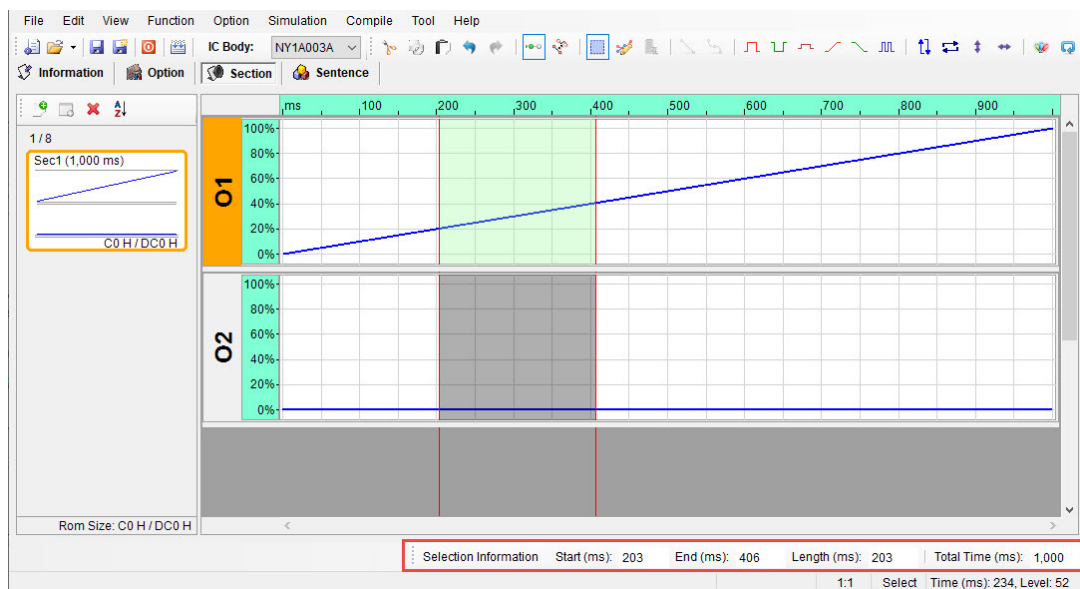 File Edit View Function Option Simulation Compile Tool Help
IC Body: NY1A003A
Information Option Section Sentence
1 / 8
Sec1 (1,000 ms)
C0 H / DC0 H
Rom Size: C0 H / DC0 H
ms 100 200 300 400 500 600 700 800 900
O1
100%
80%
60%
40%
20%
0%
O2
100%
80%
60%
40%
20%
0%
Selection Information Start (ms): 203 End (ms): 406 Length (ms): 203 Total Time (ms): 1,000
1:1 Select Time (ms): 234, Level: 52